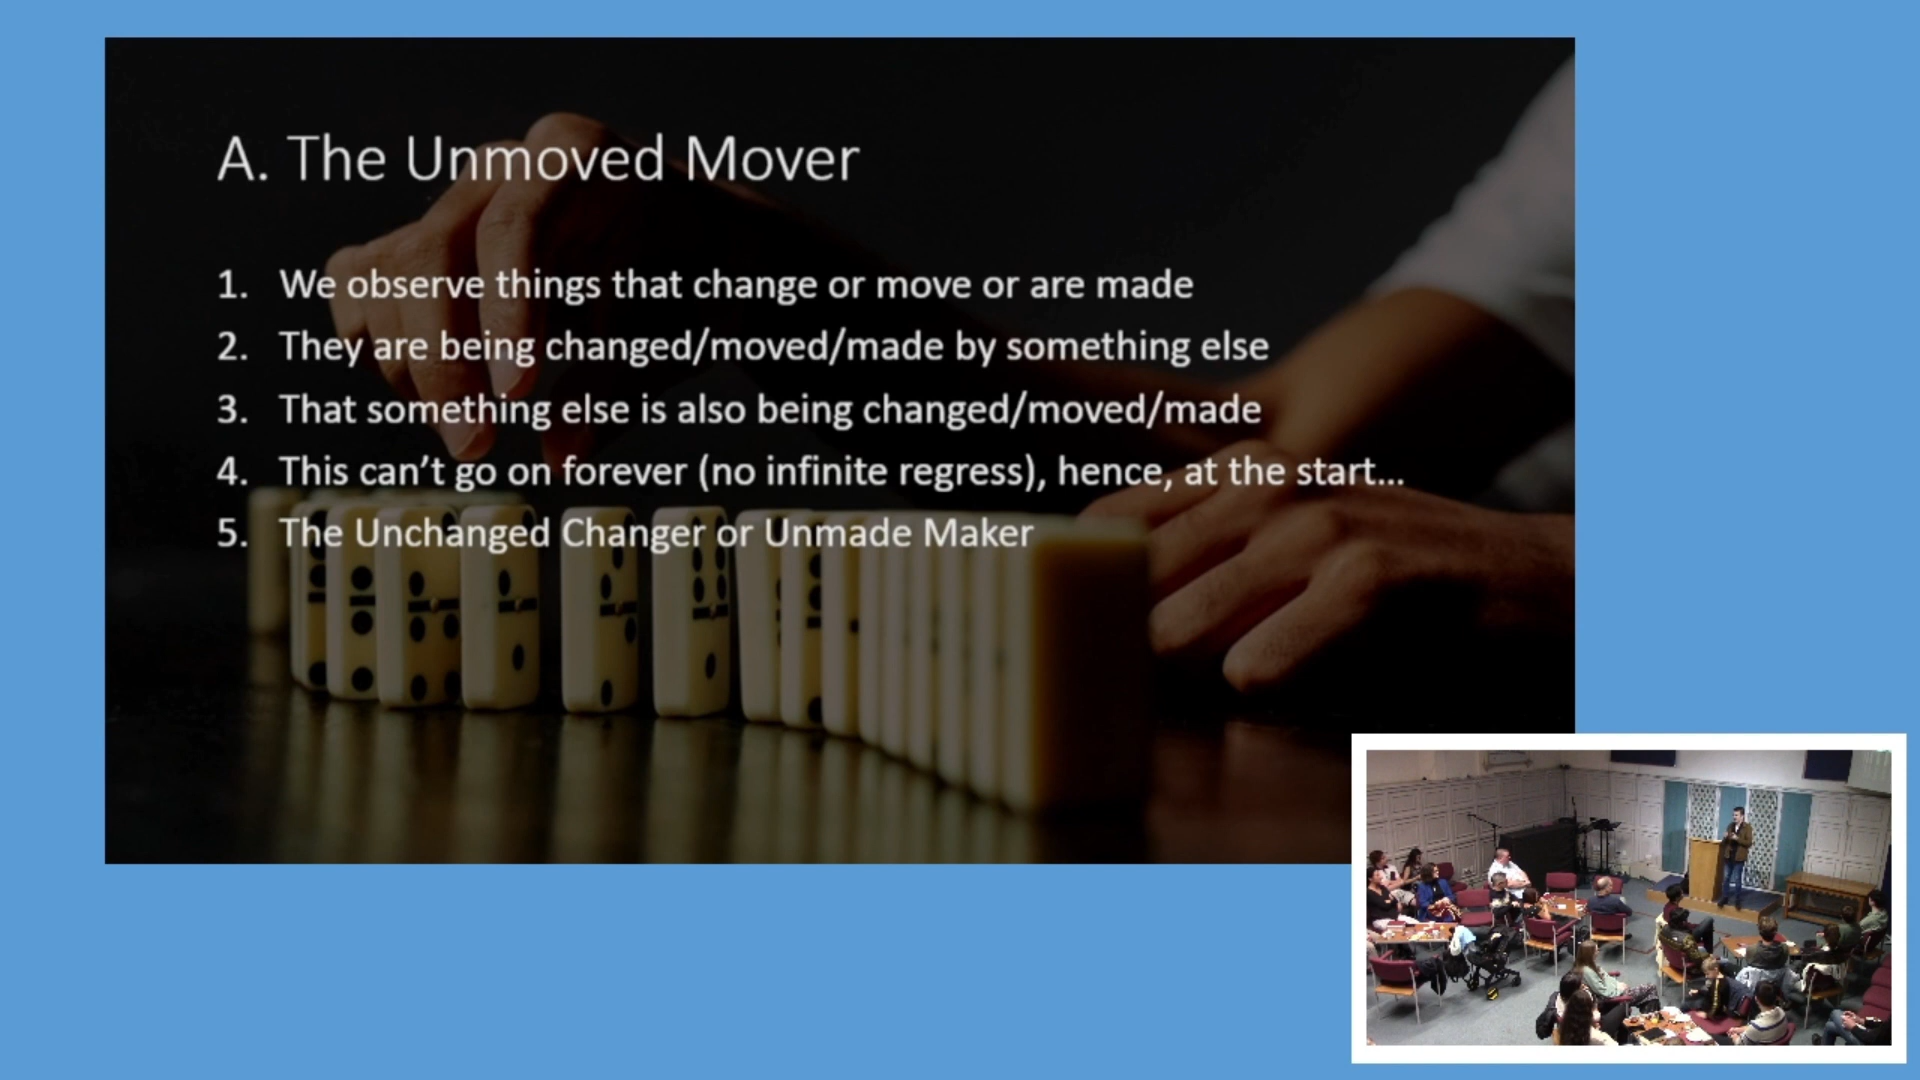 A. The Unmoved Mover
1. We observe things that change or move or are made
2. They are being changed/moved/made by something else
3. That something else is also being changed/moved/made
4. This can’t go on forever (no infinite regress), hence, at the start...
5. The Unchanged Changer or Unmade Maker